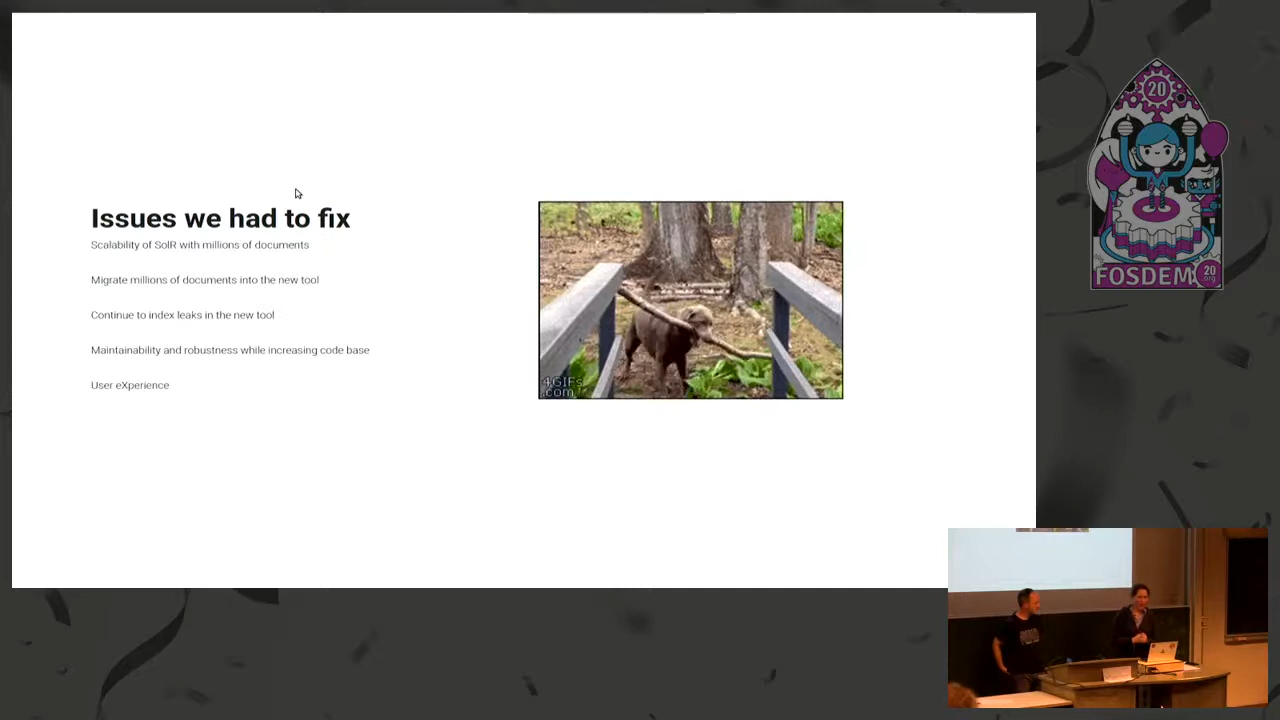 Issues we had to fix
Scalability of SolR with millions of documents
Migrate millions of documents into the new tool
Continue to index leaks in the new tool
Maintainability and robustness while increasing code base
User eXperience
4GIFs
.com
20
FOSDEM
20
.org